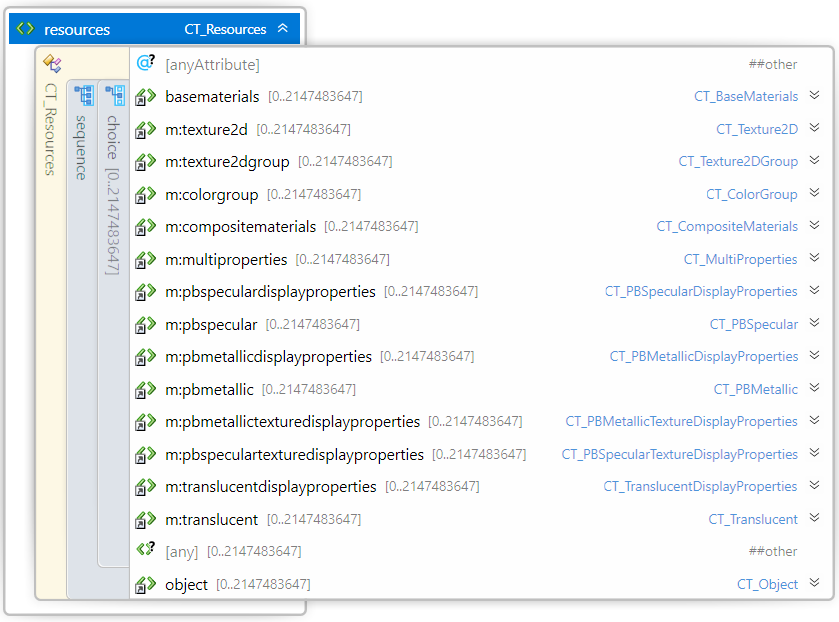 resources CT_Resources
CT_Resources
sequence
choice [0..2147483647]
[anyAttribute] ##other
basematerials [0..2147483647] CT_BaseMaterials
m:texture2d [0..2147483647] CT_Texture2D
m:texture2dgroup [0..2147483647] CT_Texture2DGroup
m:colorgroup [0..2147483647] CT_ColorGroup
m:compositematerials [0..2147483647] CT_CompositeMaterials
m:multiproperties [0..2147483647] CT_MultiProperties
m:pbspeculardisplayproperties [0..2147483647] CT_PBSpecularDisplayProperties
m:pbspecular [0..2147483647] CT_PBSpecular
m:pbmetallicdisplayproperties [0..2147483647] CT_PBMetallicDisplayProperties
m:pbmetallic [0..2147483647] CT_PBMetallic
m:pbmetallictexturedisplayproperties [0..2147483647] CT_PBMetallicTextureDisplayProperties
m:pbspeculartexturedisplayproperties [0..2147483647] CT_PBSpecularTextureDisplayProperties
m:translucentdisplayproperties [0..2147483647] CT_TranslucentDisplayProperties
m:translucent [0..2147483647] CT_Translucent
[any] [0..2147483647] ##other
object [0..2147483647] CT_Object